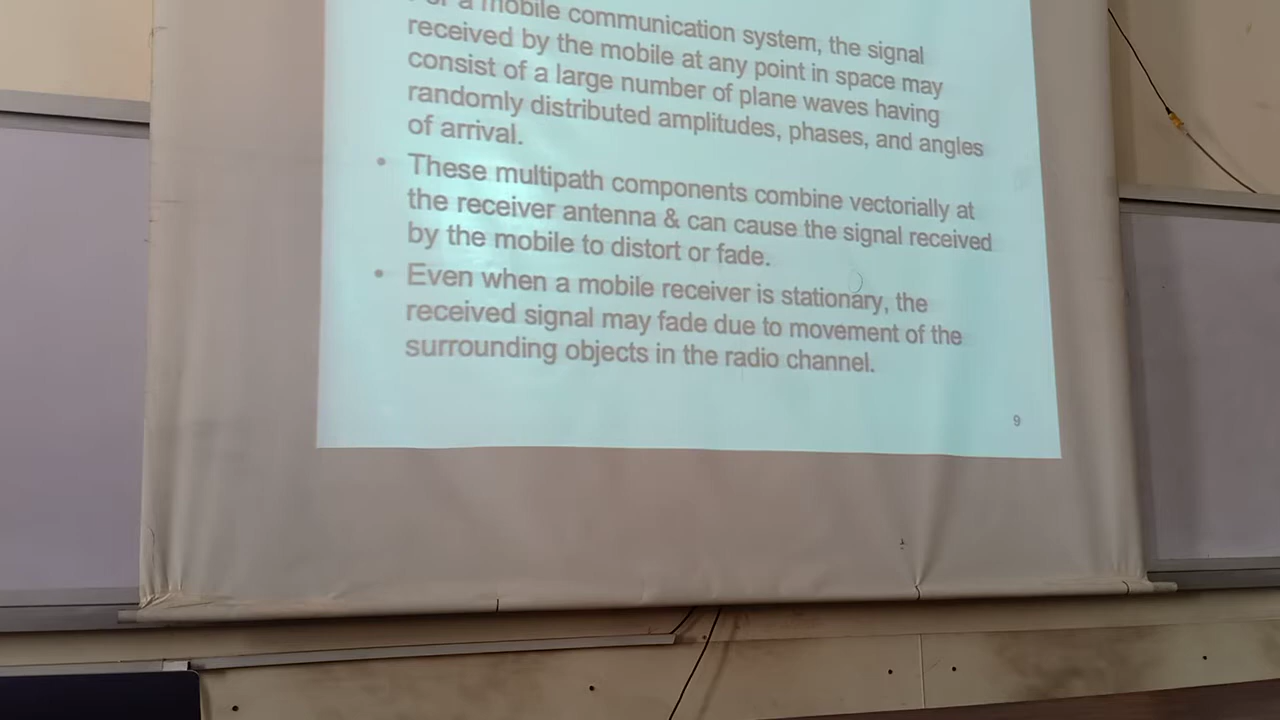 For a mobile communication system, the signal
received by the mobile at any point in space may
consist of a large number of plane waves having
randomly distributed amplitudes, phases, and angles
of arrival.
• These multipath components combine vectorially at
the receiver antenna & can cause the signal received
by the mobile to distort or fade.
• Even when a mobile receiver is stationary, the
received signal may fade due to movement of the
surrounding objects in the radio channel.
9